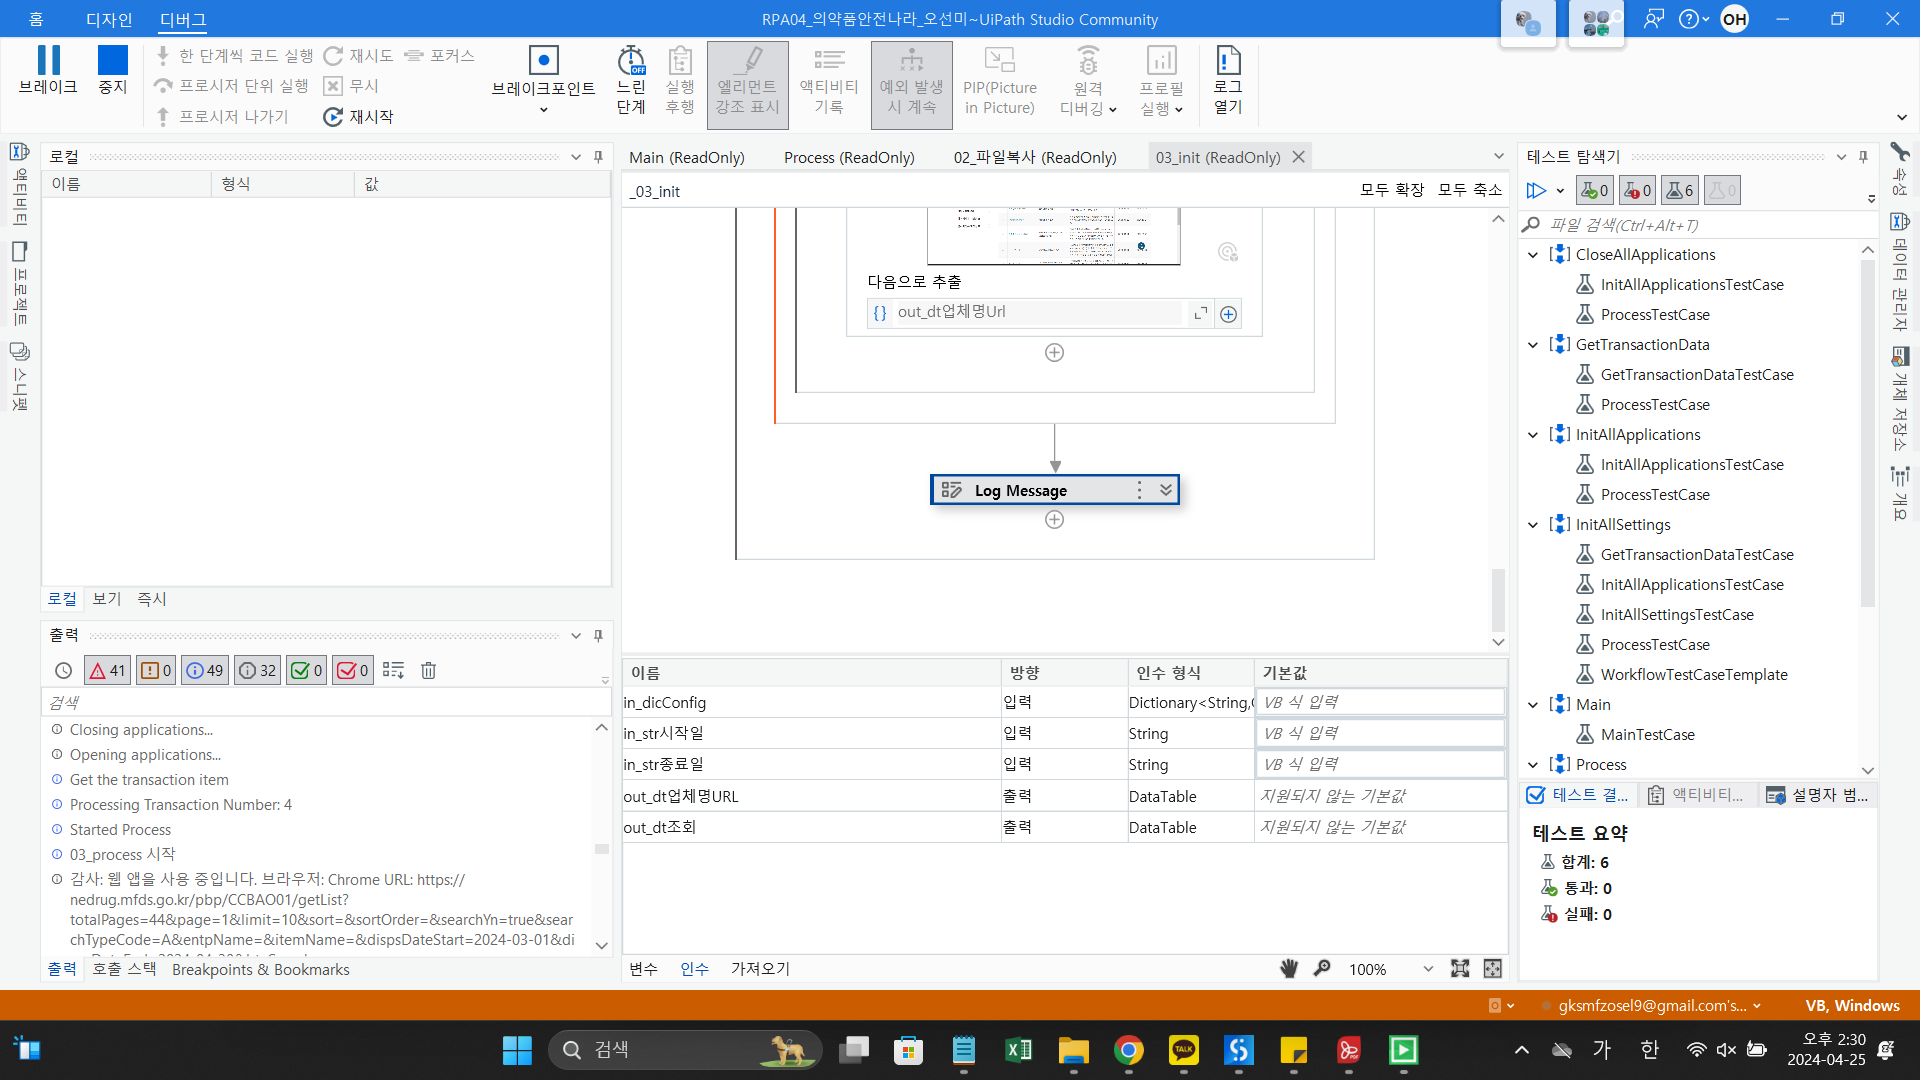 홈 디자인 디버그
RPA04_의약품안전나라_오선미~UiPath Studio Community
OH
브레이크
중지
한 단계씩 코드 실행
프로시저 단위 실행
프로시저 나가기
재시도
무시
재시작
포커스
브레이크포인트
느린
단계
실행
후행
엘리먼트
강조 표시
액티비티
기록
예외 발생
시 계속
PIP(Picture
in Picture)
원격
디버깅
프로필
실행
로그
열기
액티비티
프로젝트
스니펫
로컬
이름 형식 값
로컬 보기 즉시
출력
41 0 49 32 0 0
검색
Closing applications...
Opening applications...
Get the transaction item
Processing Transaction Number: 4
Started Process
03_process 시작
감사: 웹 앱을 사용 중입니다. 브라우저: Chrome URL: https://
nedrug.mfds.go.kr/pbp/CCBAO01/getList?
totalPages=44&page=1&limit=10&sort=&sortOrder=&searchYn=true&sear
chTypeCode=A&entpName=&itemName=&dispsDateStart=2024-03-01&di
출력 호출 스택 Breakpoints & Bookmarks
Main (ReadOnly) Process (ReadOnly) 02_파일복사 (ReadOnly) 03_init (ReadOnly)
_03_init 모두 확장 모두 축소
다음으로 추출
{} out_dt업체명Url
Log Message
이름 방향 인수 형식 기본값
in_dicConfig 입력 Dictionary<String, VB 식 입력
in_str시작일 입력 String VB 식 입력
in_str종료일 입력 String VB 식 입력
out_dt업체명URL 출력 DataTable 지원되지 않는 기본값
out_dt조회 출력 DataTable 지원되지 않는 기본값
변수 인수 가져오기 100%
테스트 탐색기
0 0 6 0
파일 검색(Ctrl+Alt+T)
CloseAllApplications
InitAllApplicationsTestCase
ProcessTestCase
GetTransactionData
GetTransactionDataTestCase
ProcessTestCase
InitAllApplications
InitAllApplicationsTestCase
ProcessTestCase
InitAllSettings
GetTransactionDataTestCase
InitAllApplicationsTestCase
InitAllSettingsTestCase
ProcessTestCase
WorkflowTestCaseTemplate
Main
MainTestCase
Process
테스트 결... 액티비티... 설명자 범...
테스트 요약
합계: 6
통과: 0
실패: 0
속성
데이터 관리자
개체 저장소
개요
gksmfzosel9@gmail.com's... VB, Windows
검색
TALK
가 한
오후 2:30
2024-04-25